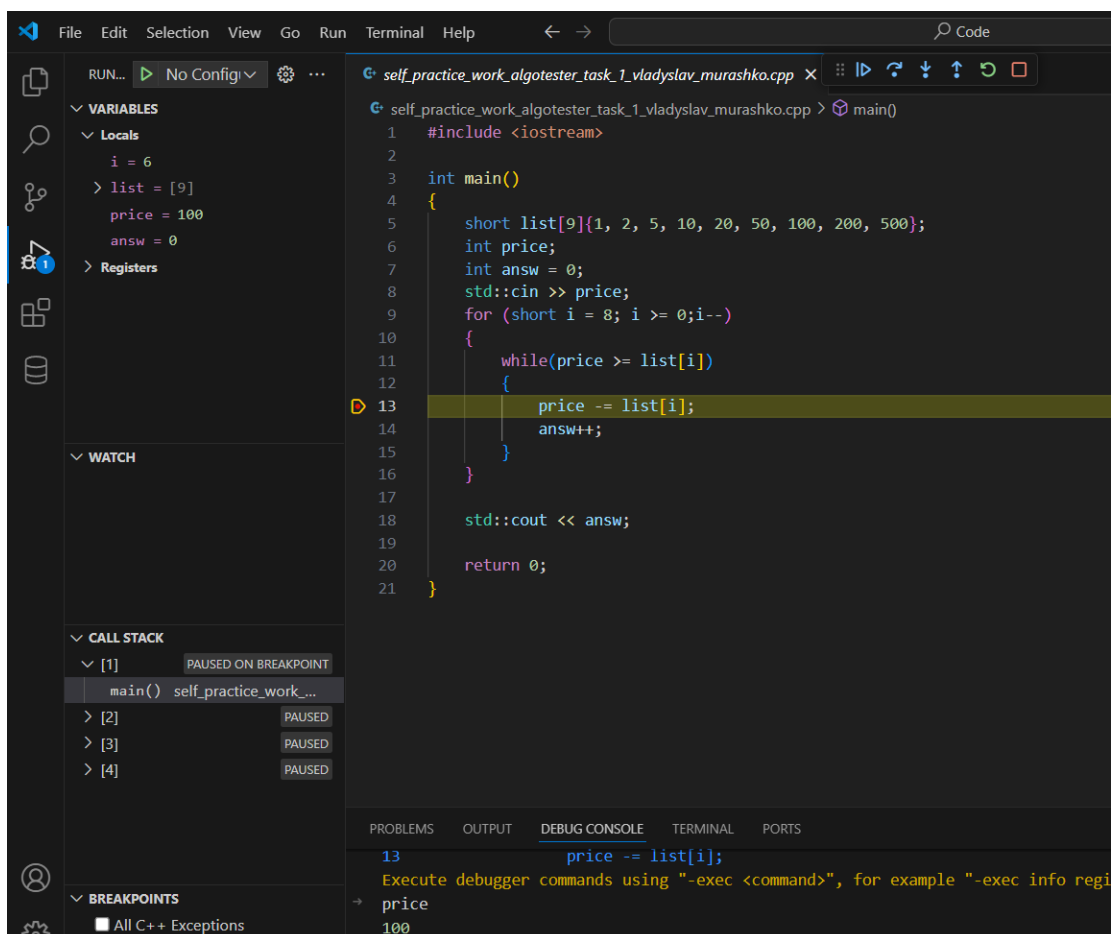 File Edit Selection View Go Run Terminal Help Code
RUN... No Config
self_practice_work_algotester_task_1_vladyslav_murashko.cpp
VARIABLES
Locals
i = 6
list = [9]
price = 100
answ = 0
Registers
1
WATCH
CALL STACK
[1] PAUSED ON BREAKPOINT
main() self_practice_work_...
[2] PAUSED
[3] PAUSED
[4] PAUSED
BREAKPOINTS
All C++ Exceptions
self_practice_work_algotester_task_1_vladyslav_murashko.cpp > main()
1 #include <iostream>
2
3 int main()
4 {
5 short list[9]{1, 2, 5, 10, 20, 50, 100, 200, 500};
6 int price;
7 int answ = 0;
8 std::cin >> price;
9 for (short i = 8; i >= 0;i--)
10 {
11 while(price >= list[i])
12 {
13 price -= list[i];
14 answ++;
15 }
16 }
17
18 std::cout << answ;
19
20 return 0;
21 }
PROBLEMS OUTPUT DEBUG CONSOLE TERMINAL PORTS
13 price -= list[i];
Execute debugger commands using "-exec <command>", for example "-exec info regi
price
100